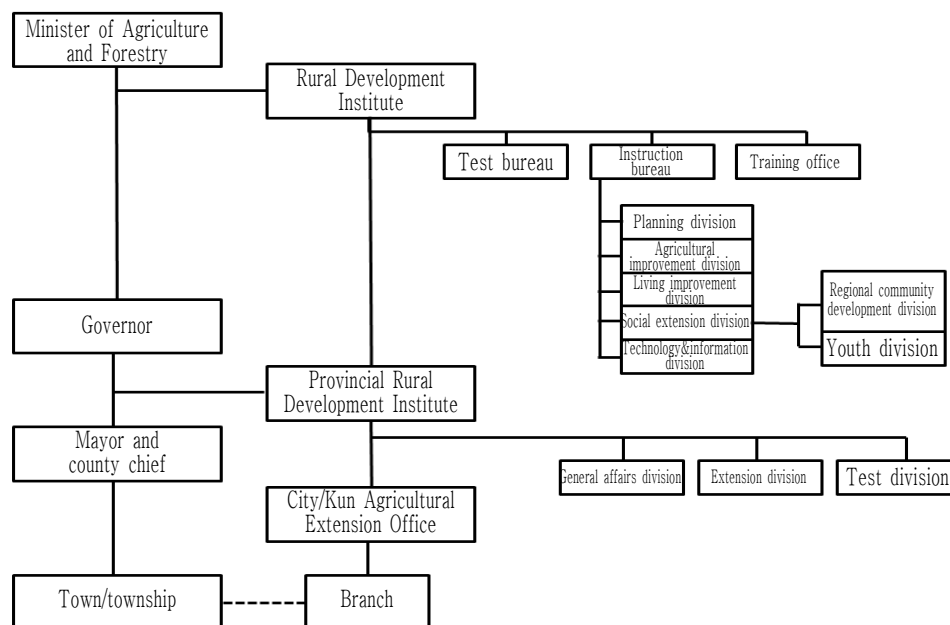 Minister of Agriculture
and Forestry
Rural Development
Institute
Test bureau
Instruction
bureau
Training office
Planning division
Agricultural
improvement division
Living improvement
division
Social extension division
Technology&information
division
Regional community
development division
Youth division
Governor
Provincial Rural
Development Institute
Mayor and
county chief
General affairs division
Extension division
Test division
City/Kun Agricultural
Extension Office
Town/township
Branch